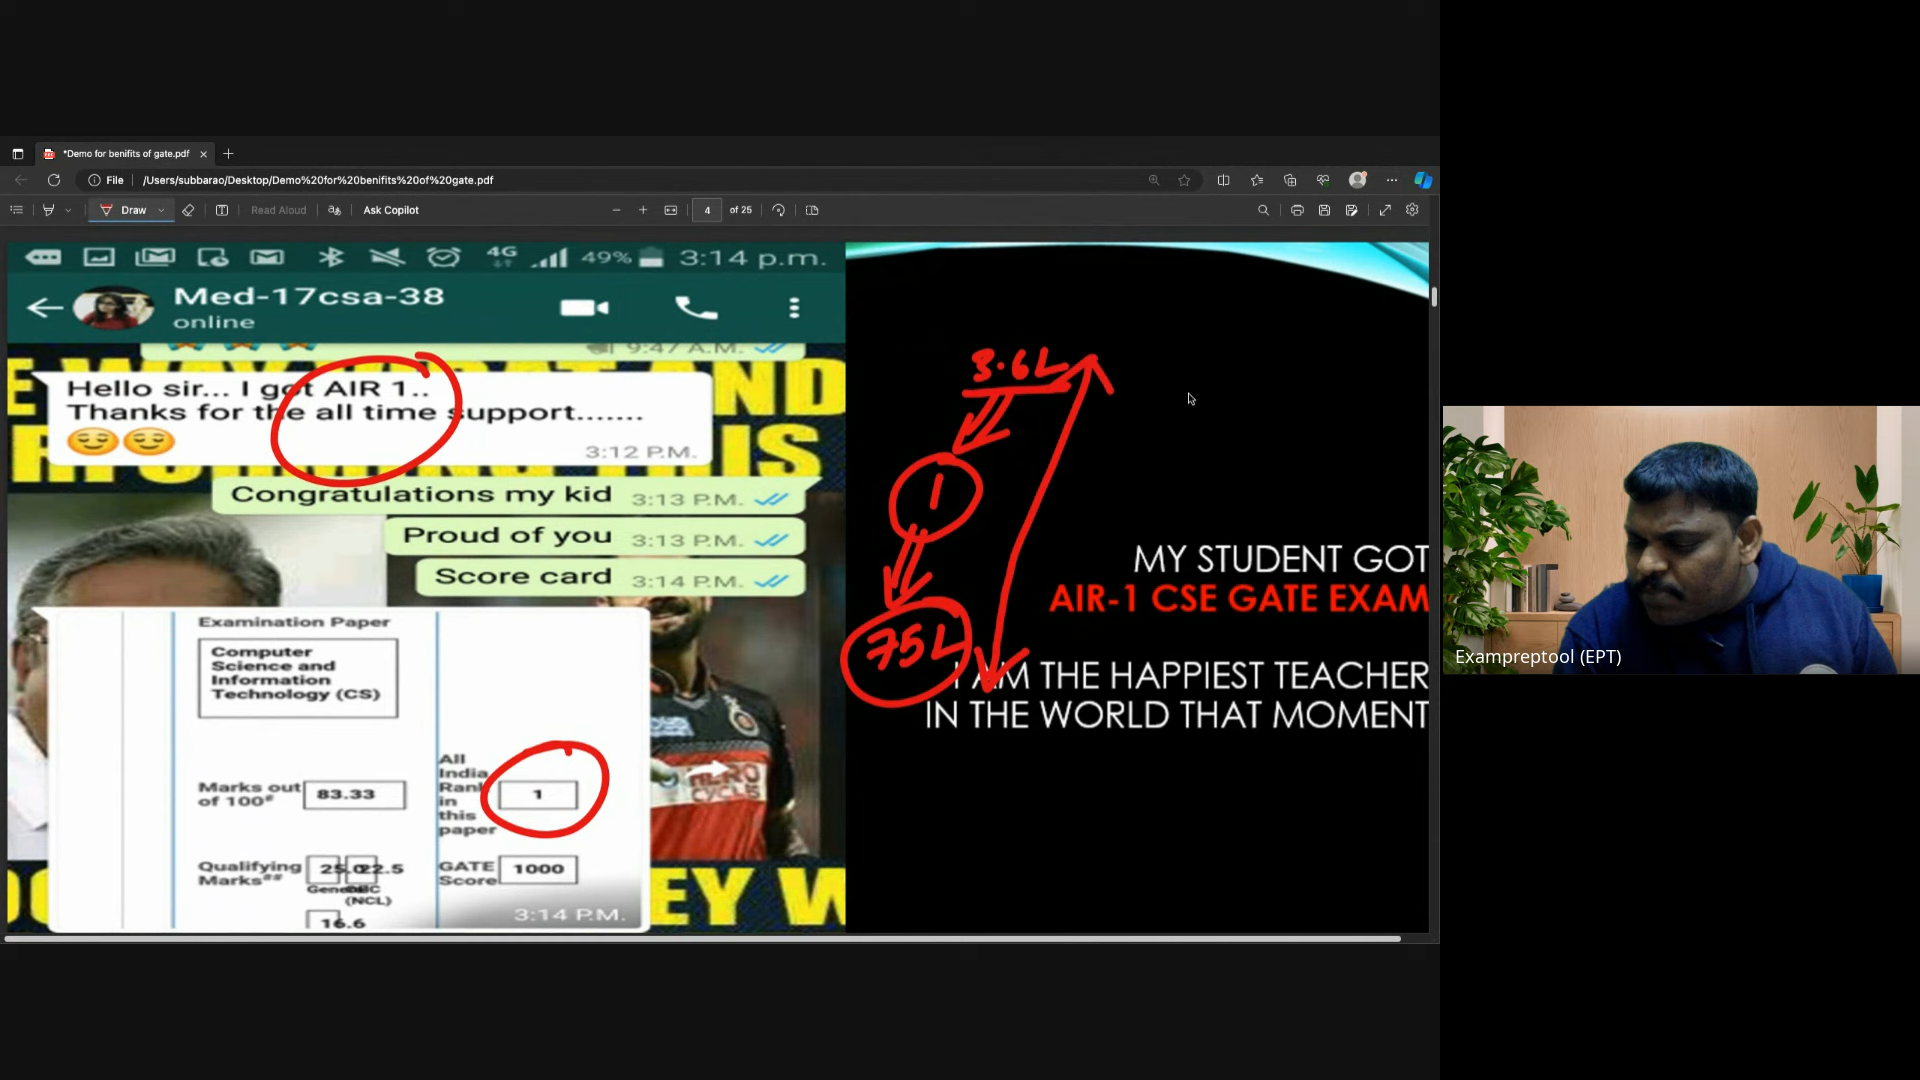 *Demo for benifits of gate.pdf
File
/Users/subbarao/Desktop/Demo%20for%20benifits%20of%20gate.pdf
Draw
Read Aloud
Ask Copilot
4
of 25
4G
49%
3:14 p.m.
Med-17csa-38
online
9:47 A.M.
Hello sir... I got AIR 1..
Thanks for the all time support.......
3:12 P.M.
Congratulations my kid 3:13 P.M.
Proud of you 3:13 P.M.
Score card 3:14 P.M.
Examination Paper
Computer
Science and
Information
Technology (CS)
Marks out
of 100#
83.33
All
India
Rank
in
this
paper
1
Qualifying
Marks##
GATE
Score
1000
(NCL)
16.6
3:14 P.M.
EY W
3.6L
1
75L
MY STUDENT GOT
AIR-1 CSE GATE EXAM
I AM THE HAPPIEST TEACHER
IN THE WORLD THAT MOMENT
Exampreptool (EPT)